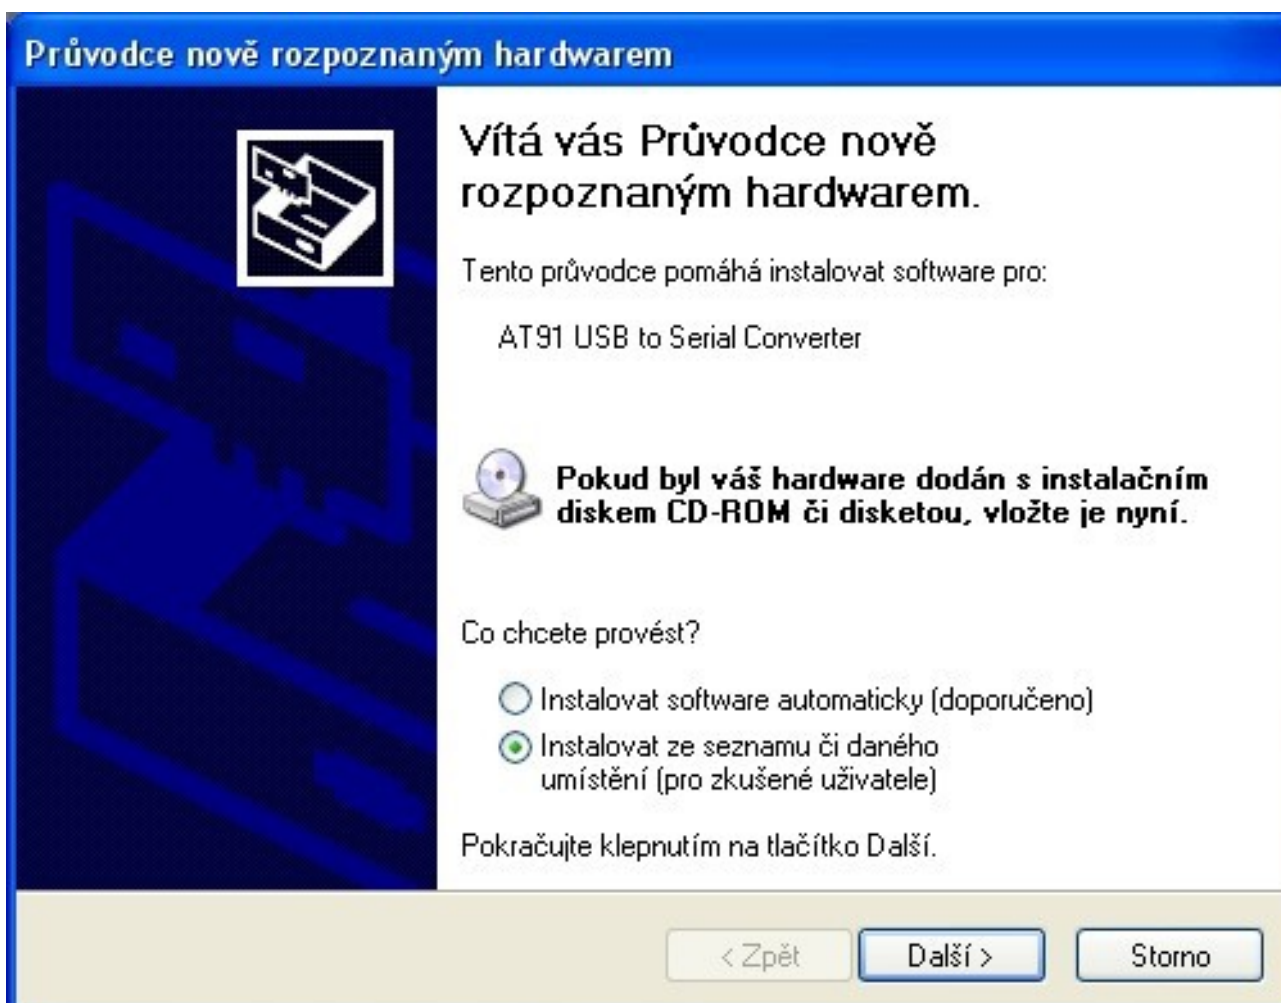 Průvodce nově rozpoznaným hardwarem
Vítá vás Průvodce nově
rozpoznaným hardwarem.
Tento průvodce pomáhá instalovat software pro:
AT91 USB to Serial Converter
Pokud byl váš hardware dodán s instalačním
diskem CD-ROM či disketou, vložte je nyní.
Co chcete provést?
Instalovat software automaticky (doporučeno)
Instalovat ze seznamu či daného
umístění (pro zkušené uživatele)
Pokračujte klepnutím na tlačítko Další.
< Zpět
Další >
Storno